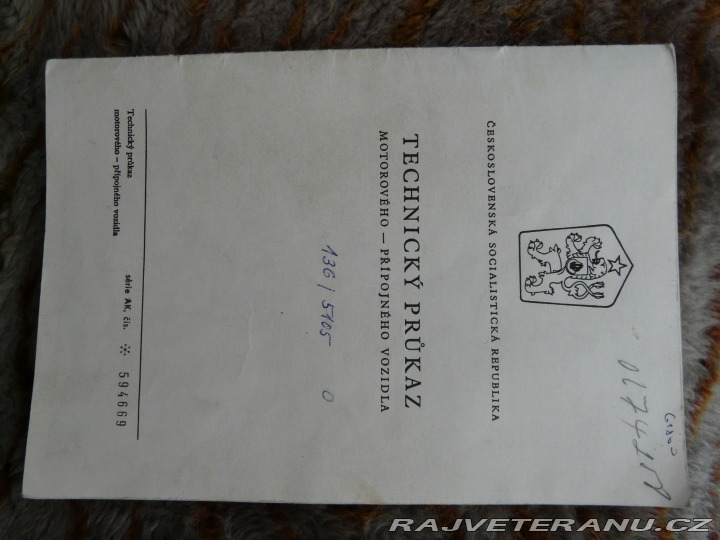 ČESKOSLOVENSKÁ SOCIALISTICKÁ REPUBLIKA
TECHNICKÝ PRŮKAZ
MOTOROVÉHO — PŘÍPOJNÉHO VOZIDLA
136/5105 0
Technický průkaz
motorového — přípojného vozidla
série AK, čís. 594669
RAJVETERANU.CZ